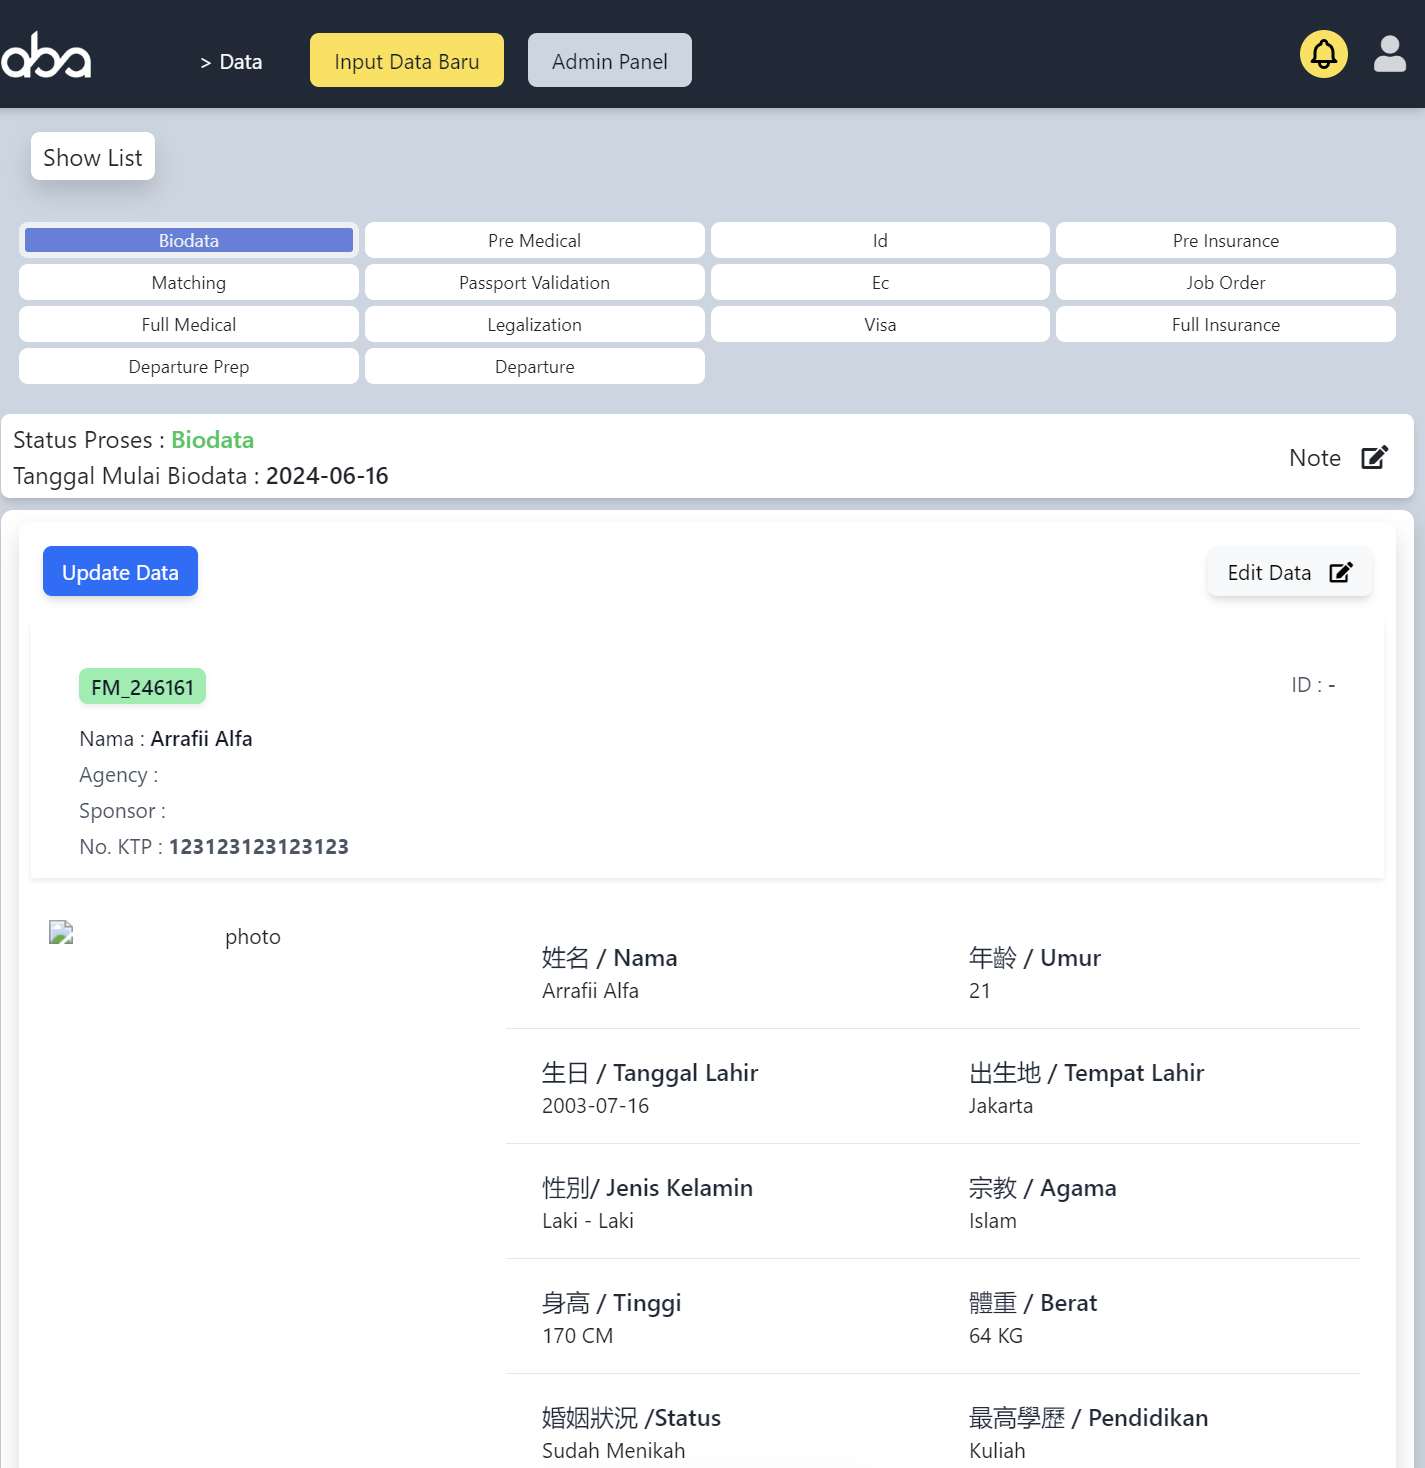 aba
> Data
Input Data Baru
Admin Panel
Show List
Biodata
Pre Medical
Id
Pre Insurance
Matching
Passport Validation
Ec
Job Order
Full Medical
Legalization
Visa
Full Insurance
Departure Prep
Departure
Status Proses : Biodata
Tanggal Mulai Biodata : 2024-06-16
Note
Update Data
Edit Data
FM_246161
ID : -
Nama : Arrafii Alfa
Agency :
Sponsor :
No. KTP : 123123123123123
photo
姓名 / Nama
Arrafii Alfa
年齡 / Umur
21
生日 / Tanggal Lahir
2003-07-16
出生地 / Tempat Lahir
Jakarta
性別/ Jenis Kelamin
Laki - Laki
宗教 / Agama
Islam
身高 / Tinggi
170 CM
體重 / Berat
64 KG
婚姻狀況 /Status
Sudah Menikah
最高學歷 / Pendidikan
Kuliah